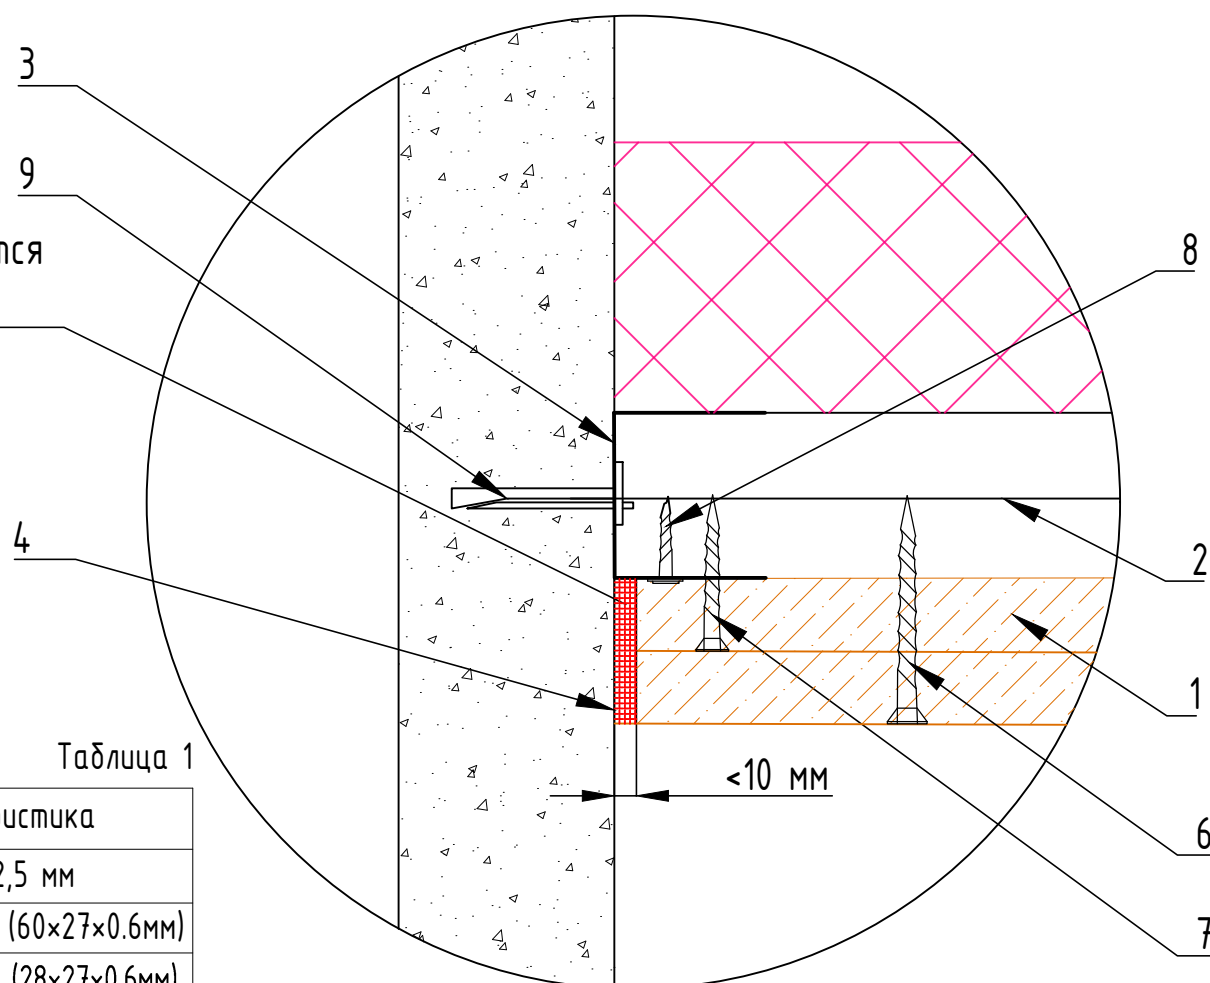 3
9
тся
8
4
2
1
<10 мм
6
7
Таблица 1
истика
2,5 мм
(60×27×0.6мм)
(28×27×0.6мм)